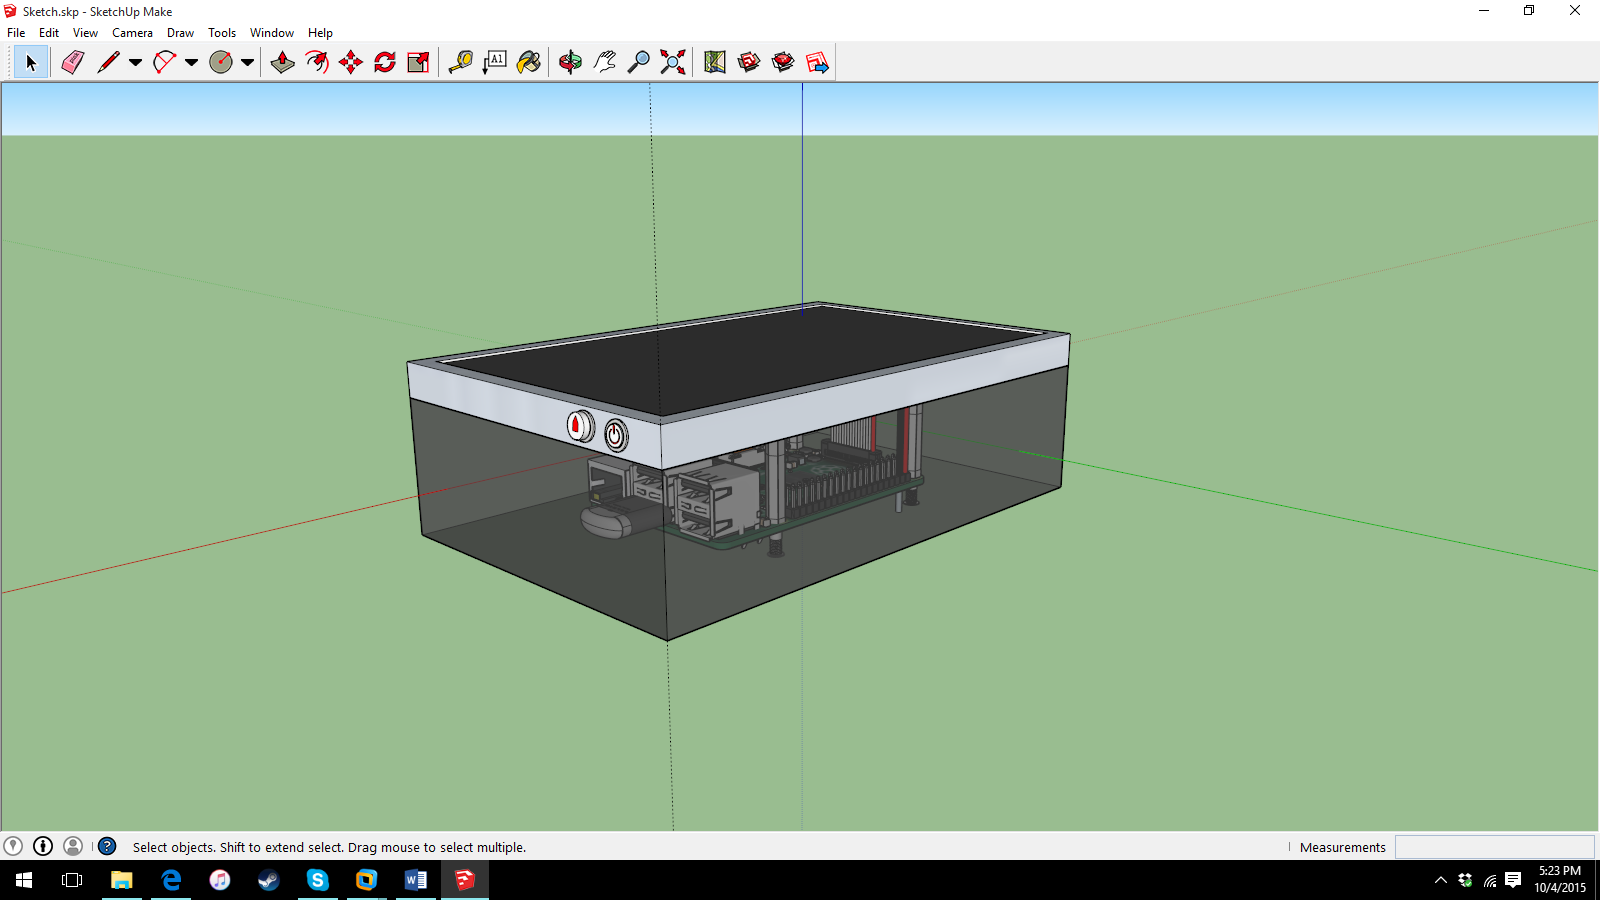 Sketch.skp - SketchUp Make
File Edit View Camera Draw Tools Window Help
A1
Select objects. Shift to extend select. Drag mouse to select multiple.
Measurements
5:23 PM
10/4/2015